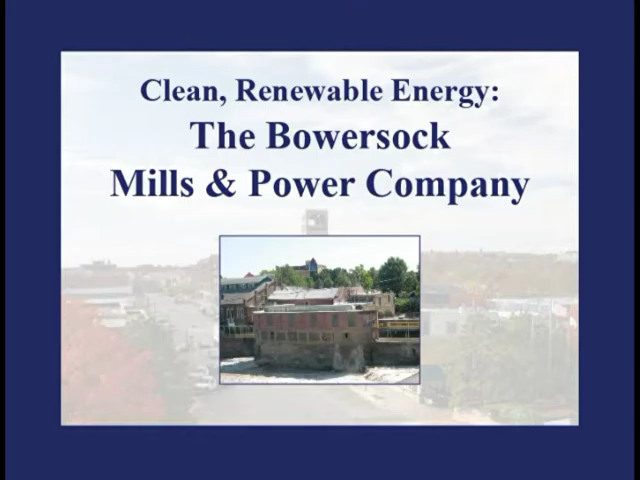 Clean, Renewable Energy:
The Bowersock
Mills & Power Company